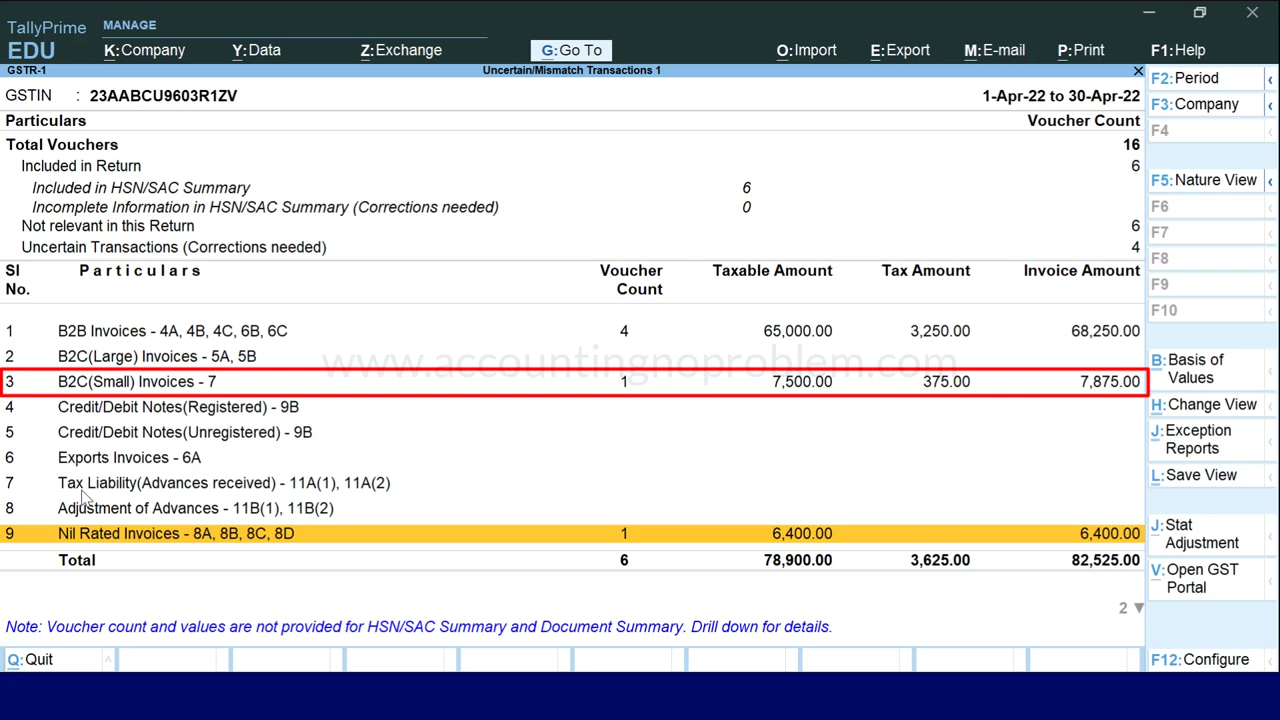 TallyPrime MANAGE
EDU K:Company Y:Data Z:Exchange G:Go To O:Import E:Export M:E-mail P:Print F1:Help
GSTR-1 Uncertain/Mismatch Transactions 1
GSTIN : 23AABCU9603R1ZV 1-Apr-22 to 30-Apr-22
Particulars Voucher Count
Total Vouchers 16
Included in Return 6
Included in HSN/SAC Summary 6
Incomplete Information in HSN/SAC Summary (Corrections needed) 0
Not relevant in this Return 6
Uncertain Transactions (Corrections needed) 4
Sl Particulars Voucher Taxable Amount Tax Amount Invoice Amount
No. Count
1 B2B Invoices - 4A, 4B, 4C, 6B, 6C 4 65,000.00 3,250.00 68,250.00
2 B2C(Large) Invoices - 5A, 5B
www.accountingnoproblem.com
3 B2C(Small) Invoices - 7 1 7,500.00 375.00 7,875.00
4 Credit/Debit Notes(Registered) - 9B
5 Credit/Debit Notes(Unregistered) - 9B
6 Exports Invoices - 6A
7 Tax Liability(Advances received) - 11A(1), 11A(2)
8 Adjustment of Advances - 11B(1), 11B(2)
9 Nil Rated Invoices - 8A, 8B, 8C, 8D 1 6,400.00 6,400.00
Total 6 78,900.00 3,625.00 82,525.00
2
Note: Voucher count and values are not provided for HSN/SAC Summary and Document Summary. Drill down for details.
Q:Quit
F2:Period
F3:Company
F4
F5:Nature View
F6
F7
F8
F9
F10
B:Basis of
Values
H:Change View
J:Exception
Reports
L:Save View
J:Stat
Adjustment
V:Open GST
Portal
F12:Configure